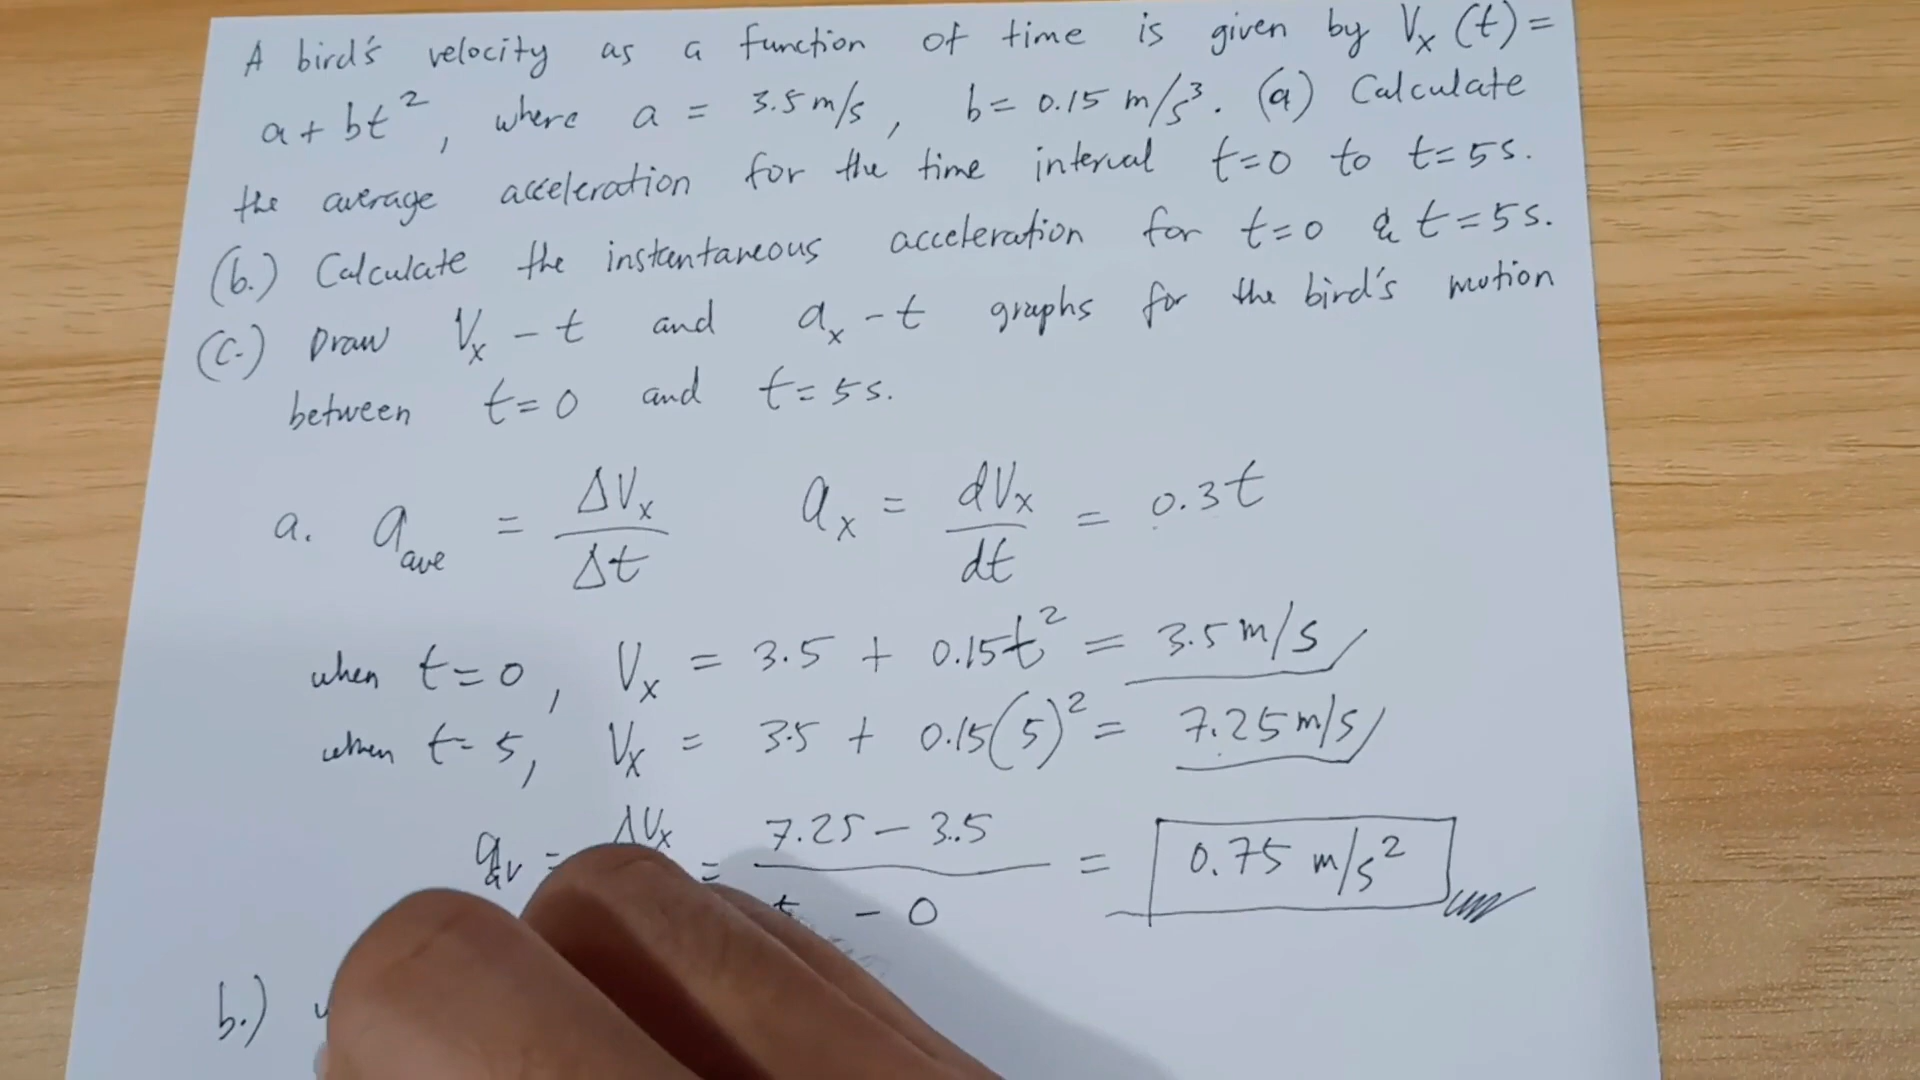 A bird's velocity as a function of time is given by Vx (t) =
a + bt², where a = 3.5 m/s, b = 0.15 m/s³. (a) Calculate
the average acceleration for the time interval t=0 to t=5s.
(b.) Calculate the instantaneous acceleration for t=0 & t=5s.
(c.) Draw Vx - t and ax - t graphs for the bird's motion
between t=0 and t=5s.
a. a_ave = ΔVx/Δt ax = dVx/dt = 0.3t
when t=0, Vx = 3.5 + 0.15t² = 3.5 m/s
when t=5, Vx = 3.5 + 0.15(5)² = 7.25 m/s
a_av = ΔVx = 7.25 - 3.5 / - 0 = 0.75 m/s²
b.)